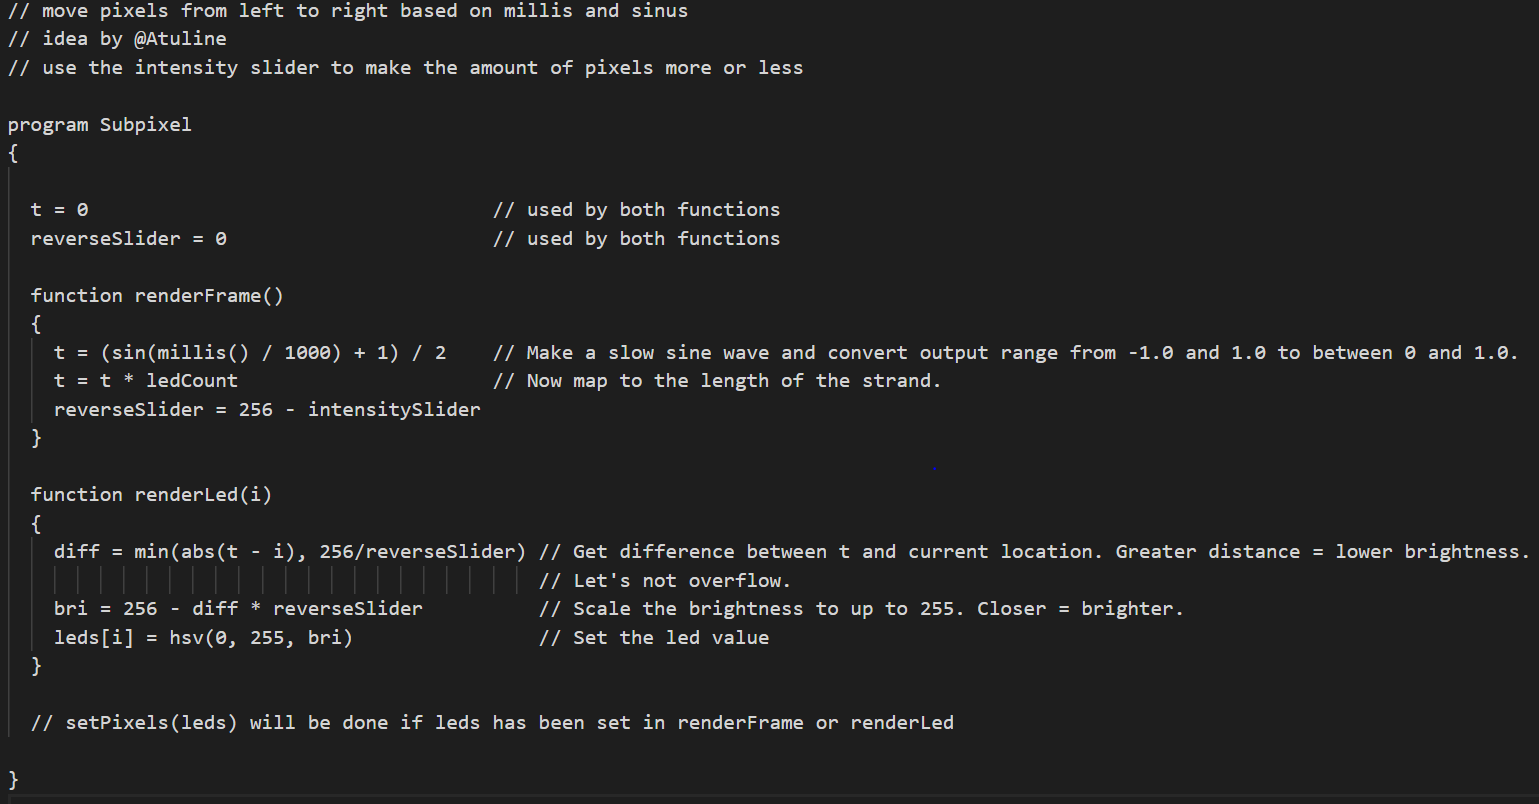 // move pixels from left to right based on millis and sinus
// idea by @Atuline
// use the intensity slider to make the amount of pixels more or less
program Subpixel
{
t = 0 // used by both functions
reverseSlider = 0 // used by both functions
function renderFrame()
{
t = (sin(millis() / 1000) + 1) / 2 // Make a slow sine wave and convert output range from -1.0 and 1.0 to between 0 and 1.0.
t = t * ledCount // Now map to the length of the strand.
reverseSlider = 256 - intensitySlider
}
function renderLed(i)
{
diff = min(abs(t - i), 256/reverseSlider) // Get difference between t and current location. Greater distance = lower brightness.
// Let's not overflow.
bri = 256 - diff * reverseSlider // Scale the brightness to up to 255. Closer = brighter.
leds[i] = hsv(0, 255, bri) // Set the led value
}
// setPixels(leds) will be done if leds has been set in renderFrame or renderLed
}